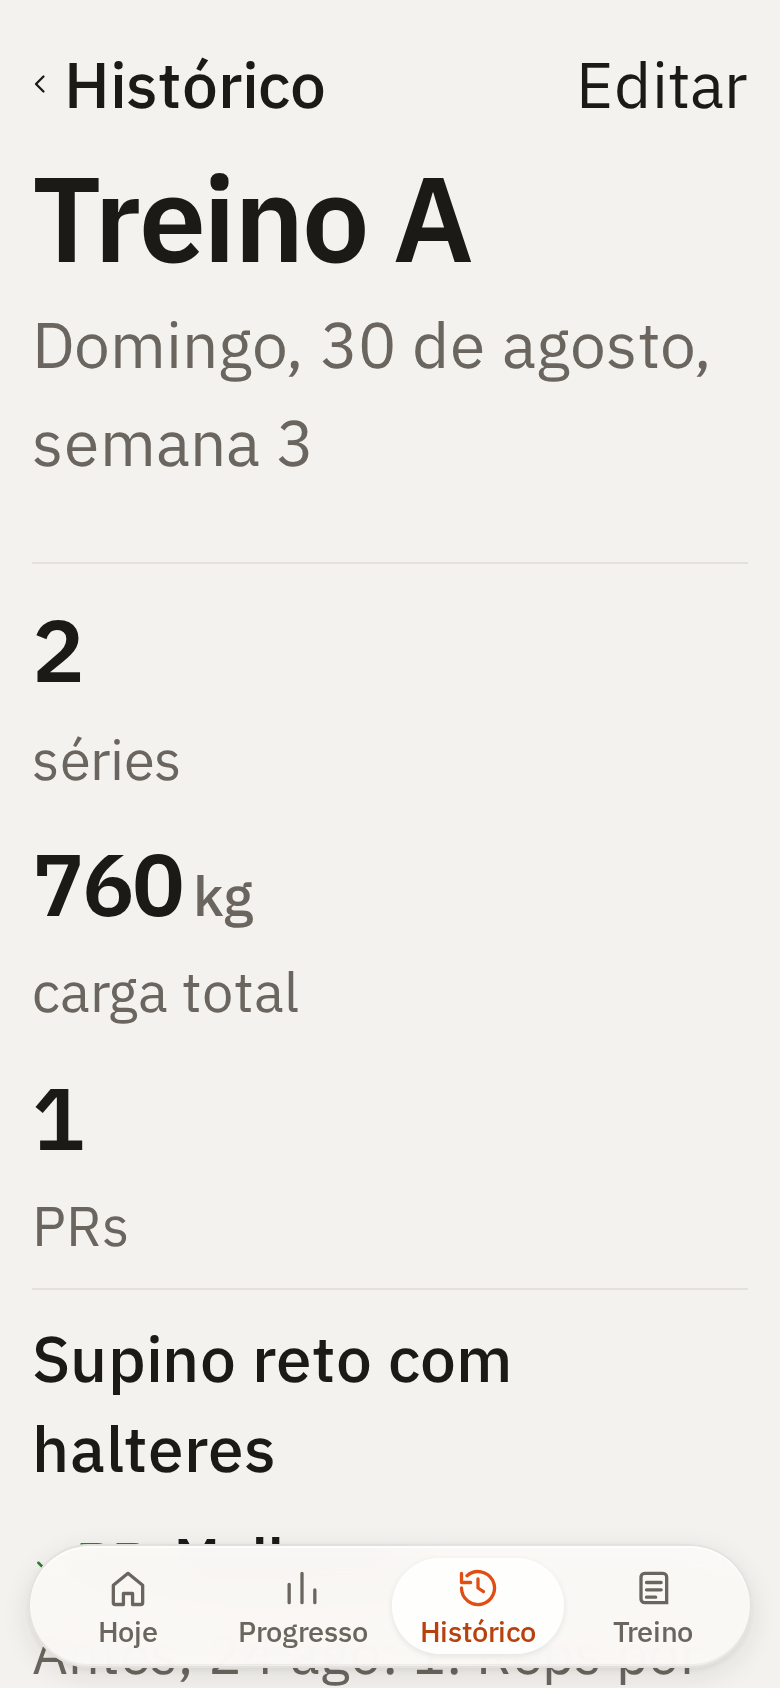 Histórico
Editar
Treino A
Domingo, 30 de agosto,
semana 3
2
séries
760 kg
carga total
1
PRs
Supino reto com
halteres
Hoje
Progresso
Histórico
Treino